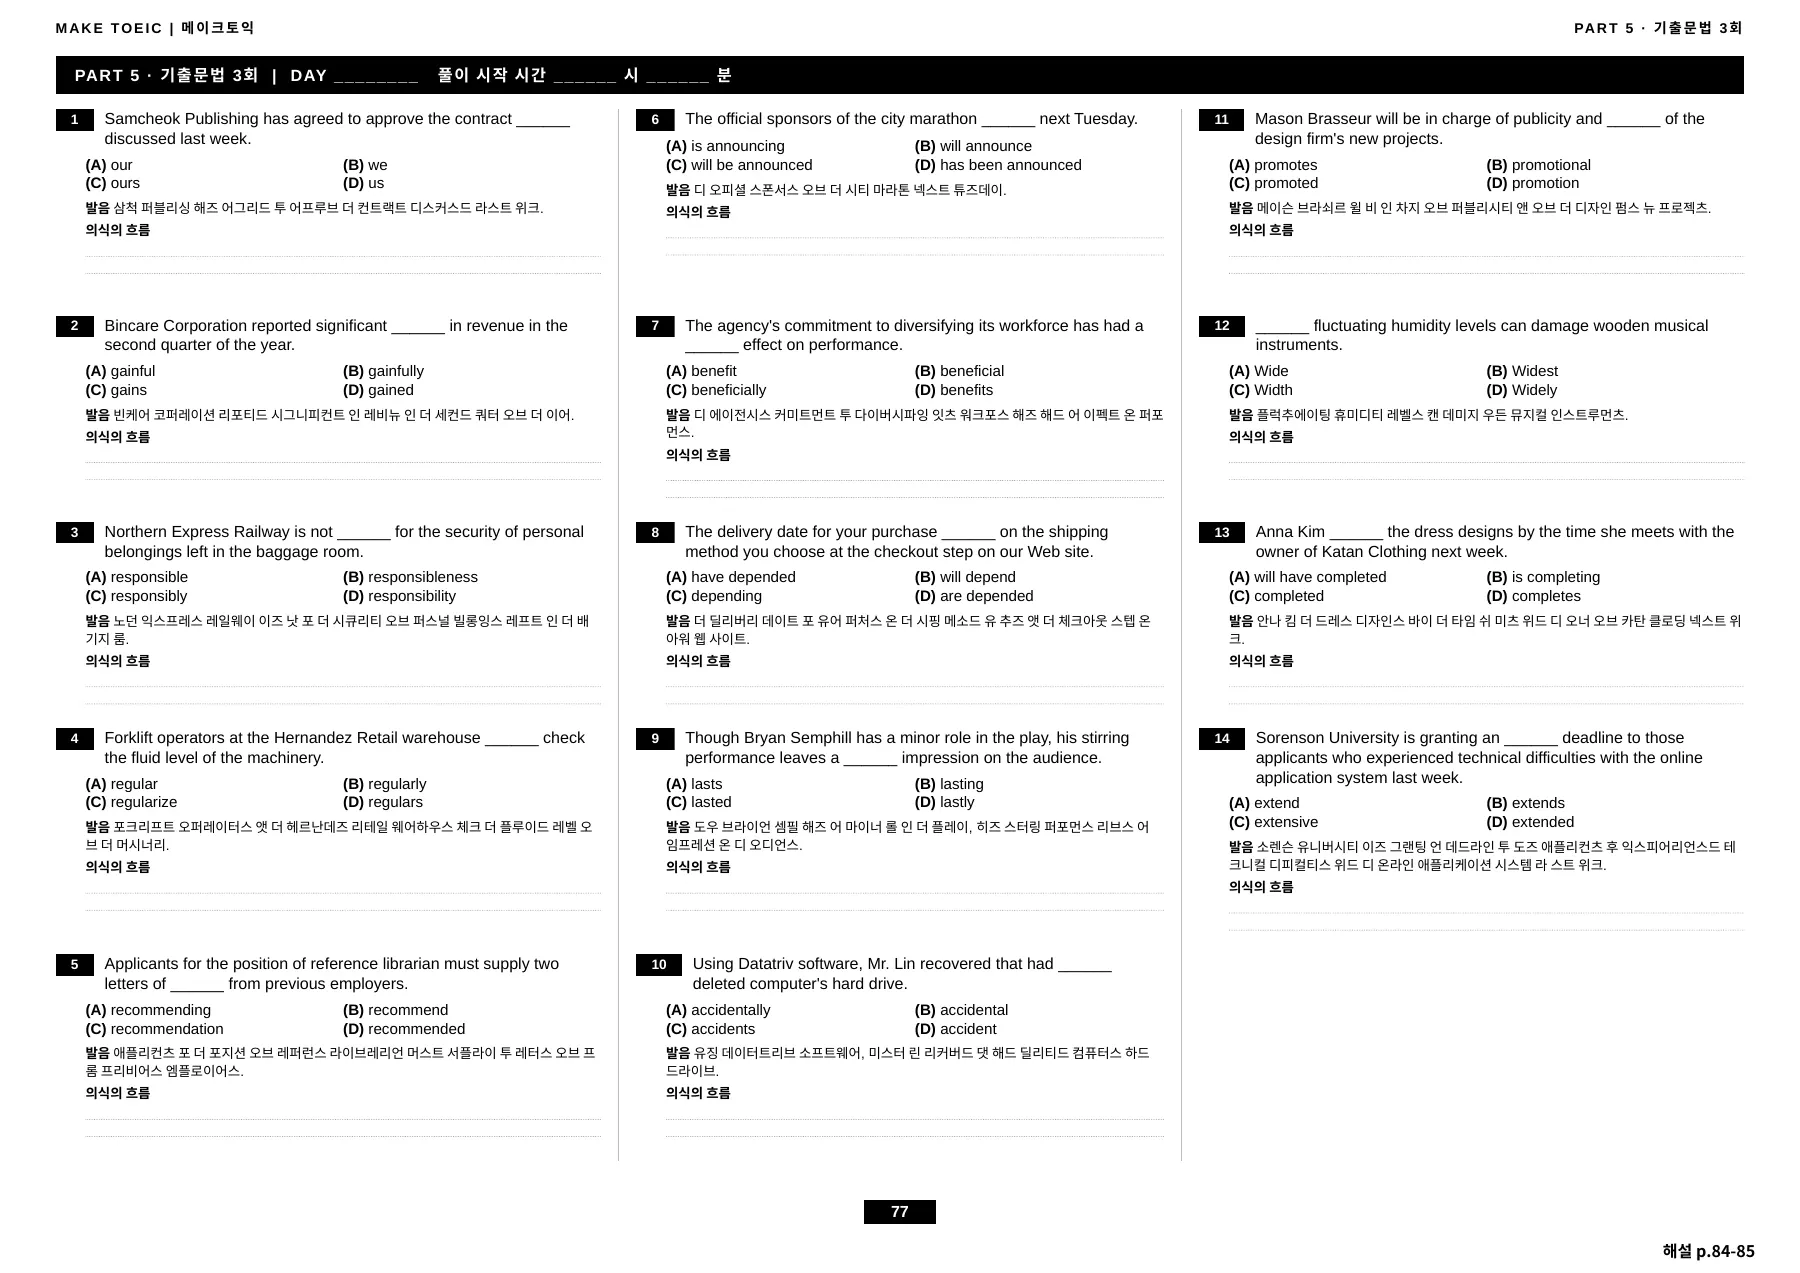 MAKE TOEIC | 메이크토익
PART 5 · 기출문법 3회
PART 5 · 기출문법 3회 | DAY ________ 풀이 시작 시간 ______ 시 ______ 분
1 Samcheok Publishing has agreed to approve the contract ______
discussed last week.
(A) our (B) we
(C) ours (D) us
발음 삼척 퍼블리싱 해즈 어그리드 투 어프루브 더 컨트랙트 디스커스드 라스트 위크.
의식의 흐름
2 Bincare Corporation reported significant ______ in revenue in the
second quarter of the year.
(A) gainful (B) gainfully
(C) gains (D) gained
발음 빈케어 코퍼레이션 리포티드 시그니피컨트 인 레비뉴 인 더 세컨드 쿼터 오브 더 이어.
의식의 흐름
3 Northern Express Railway is not ______ for the security of personal
belongings left in the baggage room.
(A) responsible (B) responsibleness
(C) responsibly (D) responsibility
발음 노던 익스프레스 레일웨이 이즈 낫 포 더 시큐리티 오브 퍼스널 빌롱잉스 레프트 인 더 배
기지 룸.
의식의 흐름
4 Forklift operators at the Hernandez Retail warehouse ______ check
the fluid level of the machinery.
(A) regular (B) regularly
(C) regularize (D) regulars
발음 포크리프트 오퍼레이터스 앳 더 헤르난데즈 리테일 웨어하우스 체크 더 플루이드 레벨 오
브 더 머시너리.
의식의 흐름
5 Applicants for the position of reference librarian must supply two
letters of ______ from previous employers.
(A) recommending (B) recommend
(C) recommendation (D) recommended
발음 애플리컨츠 포 더 포지션 오브 레퍼런스 라이브레리언 머스트 서플라이 투 레터스 오브 프
롬 프리비어스 엠플로이어스.
의식의 흐름
6 The official sponsors of the city marathon ______ next Tuesday.
(A) is announcing (B) will announce
(C) will be announced (D) has been announced
발음 디 오피셜 스폰서스 오브 더 시티 마라톤 넥스트 튜즈데이.
의식의 흐름
7 The agency's commitment to diversifying its workforce has had a
______ effect on performance.
(A) benefit (B) beneficial
(C) beneficially (D) benefits
발음 디 에이전시스 커미트먼트 투 다이버시파잉 잇츠 워크포스 해즈 해드 어 이펙트 온 퍼포
먼스.
의식의 흐름
8 The delivery date for your purchase ______ on the shipping
method you choose at the checkout step on our Web site.
(A) have depended (B) will depend
(C) depending (D) are depended
발음 더 딜리버리 데이트 포 유어 퍼처스 온 더 시핑 메소드 유 추즈 앳 더 체크아웃 스텝 온
아워 웹 사이트.
의식의 흐름
9 Though Bryan Semphill has a minor role in the play, his stirring
performance leaves a ______ impression on the audience.
(A) lasts (B) lasting
(C) lasted (D) lastly
발음 도우 브라이언 셈필 해즈 어 마이너 롤 인 더 플레이, 히즈 스터링 퍼포먼스 리브스 어
임프레션 온 디 오디언스.
의식의 흐름
10 Using Datatriv software, Mr. Lin recovered that had ______
deleted computer's hard drive.
(A) accidentally (B) accidental
(C) accidents (D) accident
발음 유징 데이터트리브 소프트웨어, 미스터 린 리커버드 댓 해드 딜리티드 컴퓨터스 하드
드라이브.
의식의 흐름
11 Mason Brasseur will be in charge of publicity and ______ of the
design firm's new projects.
(A) promotes (B) promotional
(C) promoted (D) promotion
발음 메이슨 브라쇠르 윌 비 인 차지 오브 퍼블리시티 앤 오브 더 디자인 펌스 뉴 프로젝츠.
의식의 흐름
12 ______ fluctuating humidity levels can damage wooden musical
instruments.
(A) Wide (B) Widest
(C) Width (D) Widely
발음 플럭추에이팅 휴미디티 레벨스 캔 데미지 우든 뮤지컬 인스트루먼츠.
의식의 흐름
13 Anna Kim ______ the dress designs by the time she meets with the
owner of Katan Clothing next week.
(A) will have completed (B) is completing
(C) completed (D) completes
발음 안나 킴 더 드레스 디자인스 바이 더 타임 쉬 미츠 위드 디 오너 오브 카탄 클로딩 넥스트 위
크.
의식의 흐름
14 Sorenson University is granting an ______ deadline to those
applicants who experienced technical difficulties with the online
application system last week.
(A) extend (B) extends
(C) extensive (D) extended
발음 소렌슨 유니버시티 이즈 그랜팅 언 데드라인 투 도즈 애플리컨츠 후 익스피어리언스드 테
크니컬 디피컬티스 위드 디 온라인 애플리케이션 시스템 라 스트 위크.
의식의 흐름
77
해설 p.84-85